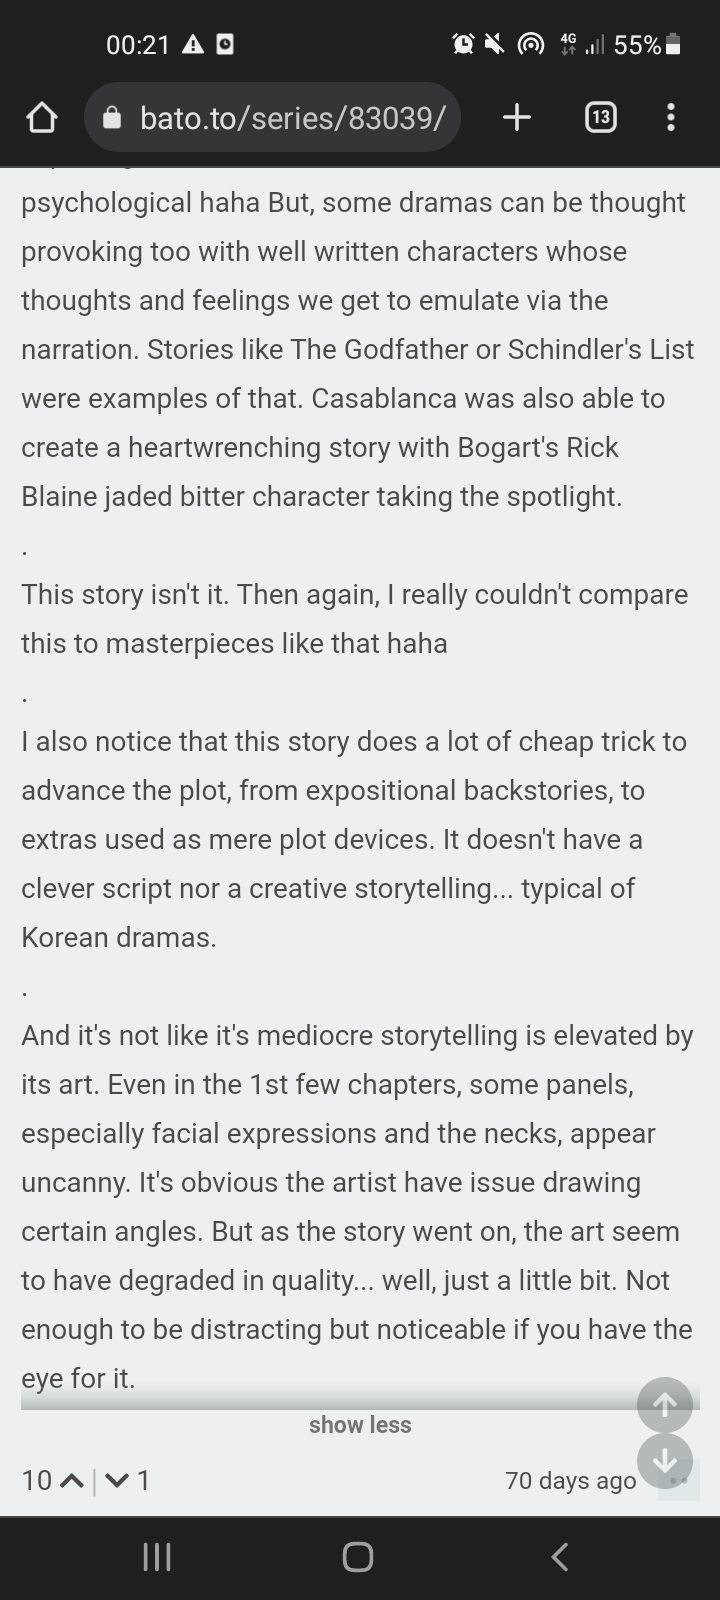 00:21 4G 55%
bato.to/series/83039/ 13
psychological haha But, some dramas can be thought
provoking too with well written characters whose
thoughts and feelings we get to emulate via the
narration. Stories like The Godfather or Schindler's List
were examples of that. Casablanca was also able to
create a heartwrenching story with Bogart's Rick
Blaine jaded bitter character taking the spotlight.
.
This story isn't it. Then again, I really couldn't compare
this to masterpieces like that haha
.
I also notice that this story does a lot of cheap trick to
advance the plot, from expositional backstories, to
extras used as mere plot devices. It doesn't have a
clever script nor a creative storytelling... typical of
Korean dramas.
.
And it's not like it's mediocre storytelling is elevated by
its art. Even in the 1st few chapters, some panels,
especially facial expressions and the necks, appear
uncanny. It's obvious the artist have issue drawing
certain angles. But as the story went on, the art seem
to have degraded in quality... well, just a little bit. Not
enough to be distracting but noticeable if you have the
eye for it.
show less
10 | 1 70 days ago